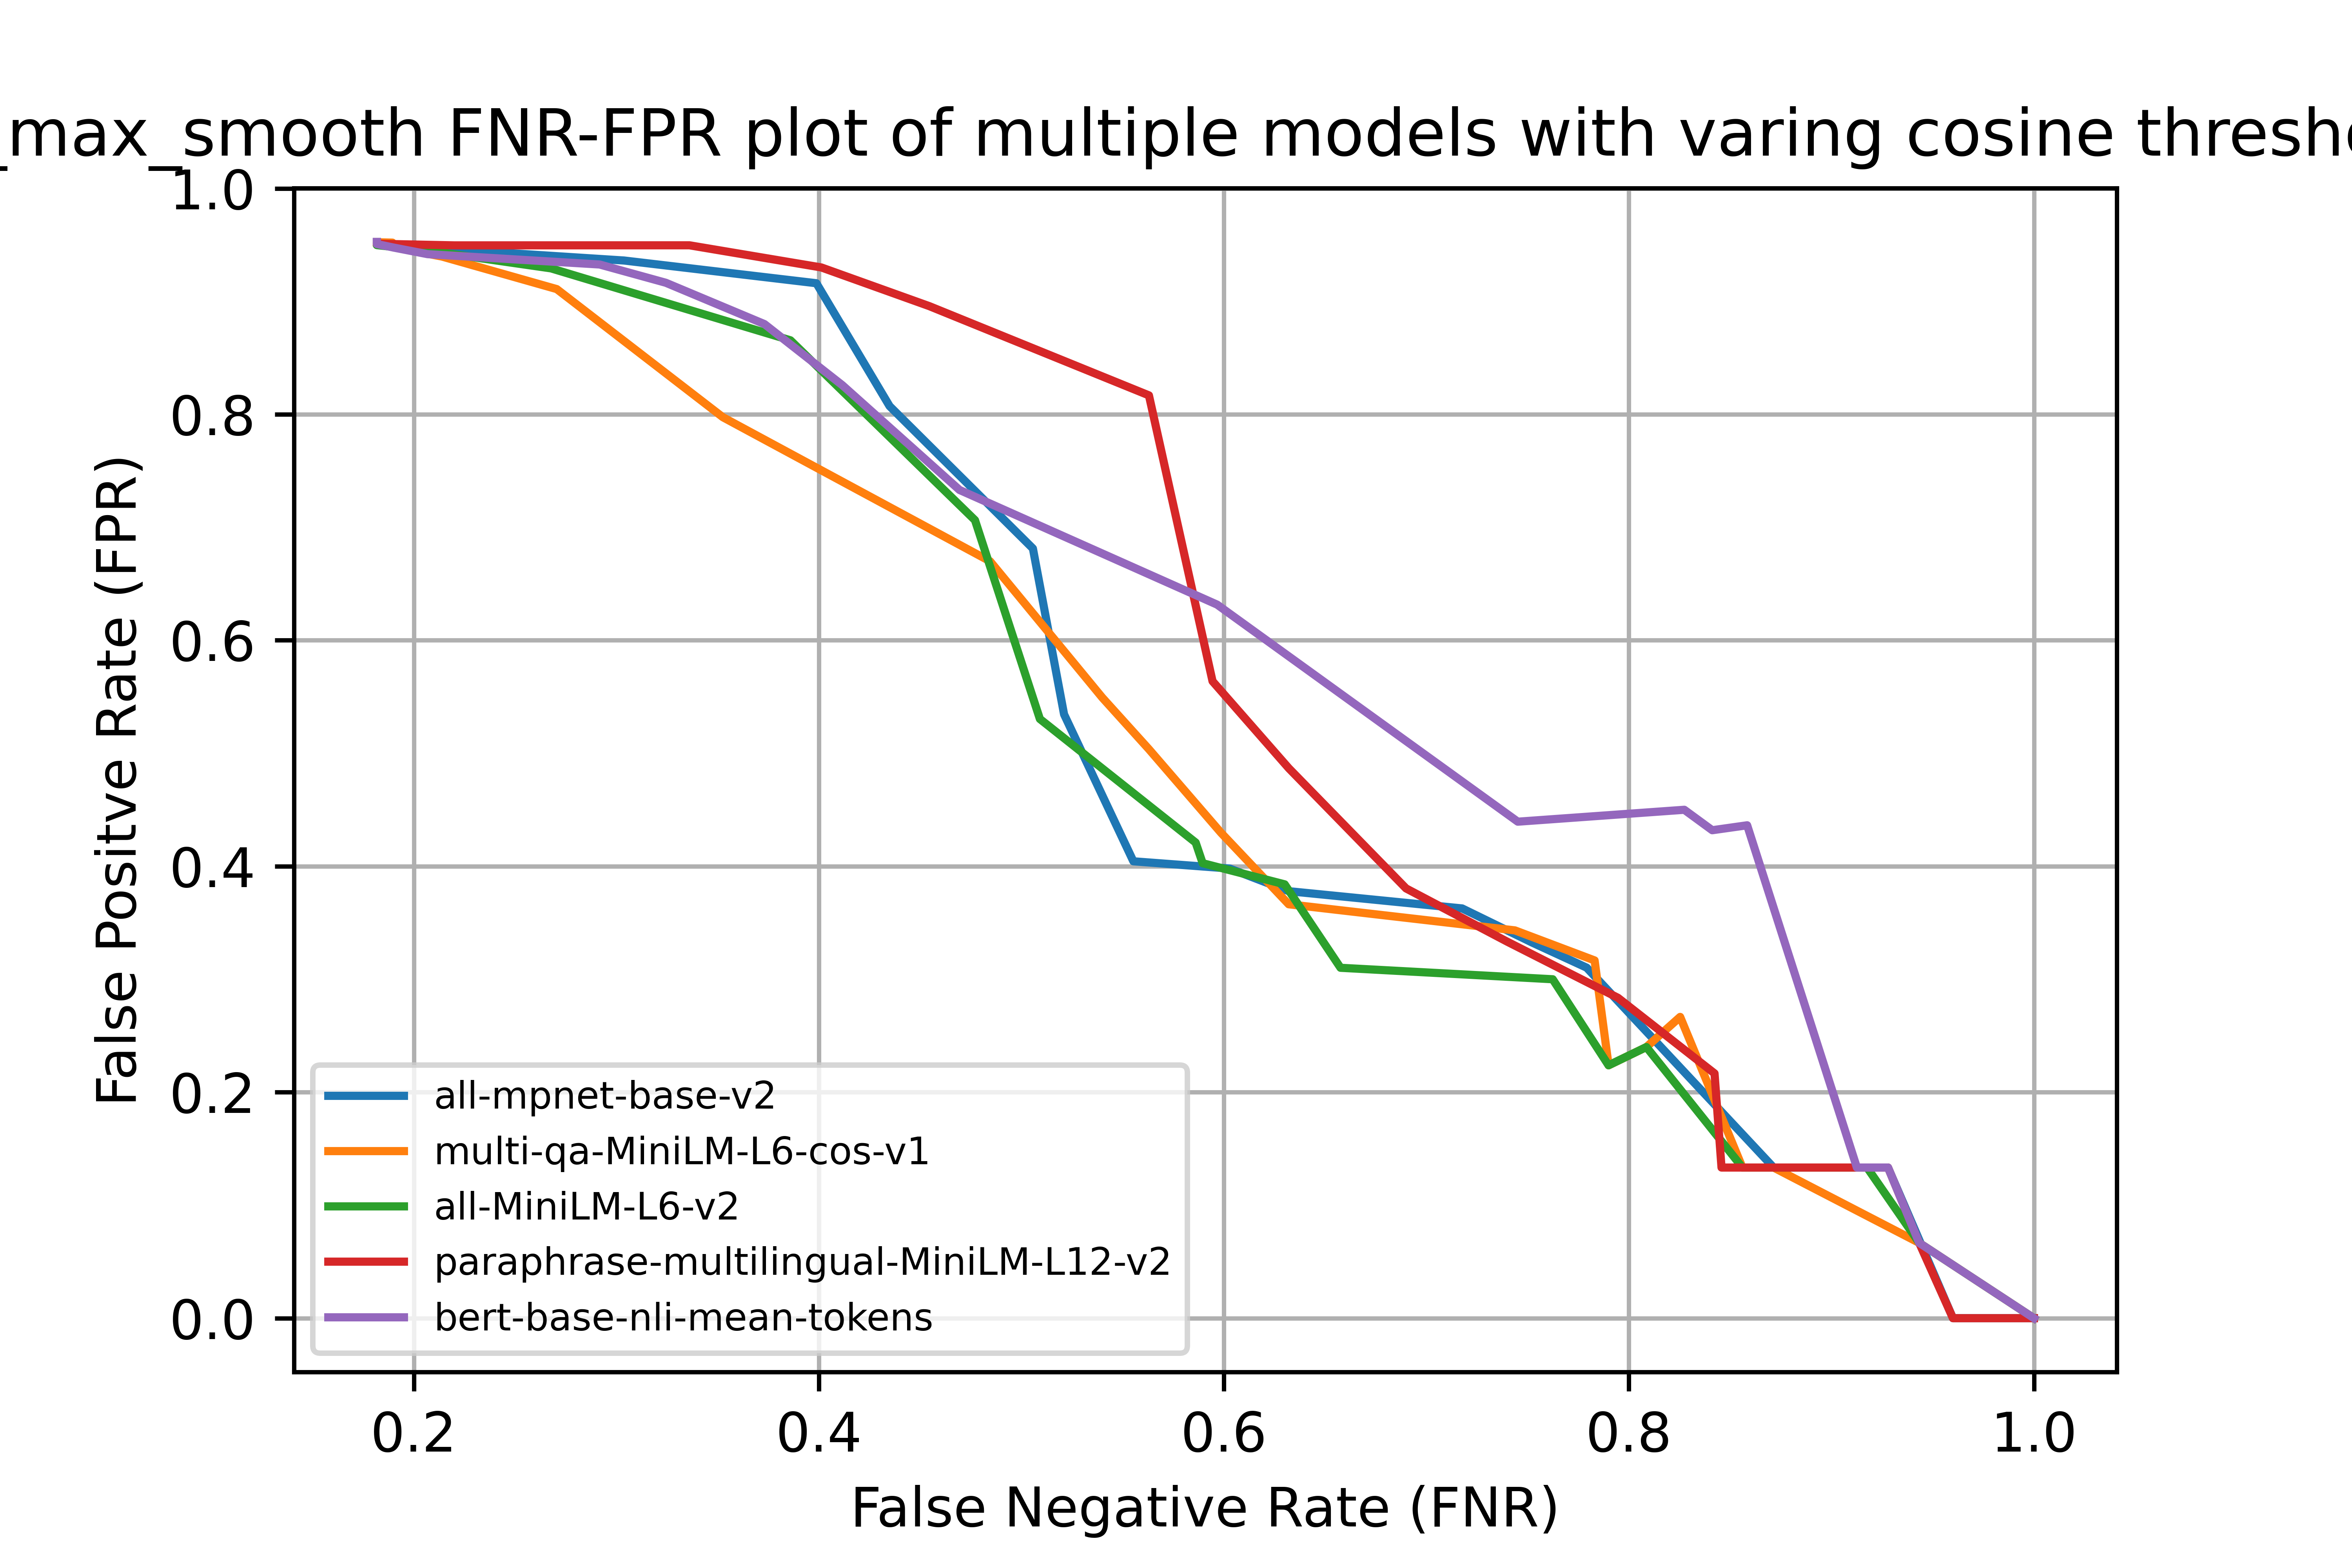 _max_smooth FNR-FPR plot of multiple models with varing cosine
1.0
0.8
0.6
0.4
0.2
0.0
False Positve Rate (FPR)
all-mpnet-base-v2
multi-qa-MiniLM-L6-cos-v1
all-MiniLM-L6-v2
paraphrase-multilingual-MiniLM-L12-v2
bert-base-nli-mean-tokens
0.2 0.4 0.6 0.8 1.0
False Negative Rate (FNR)